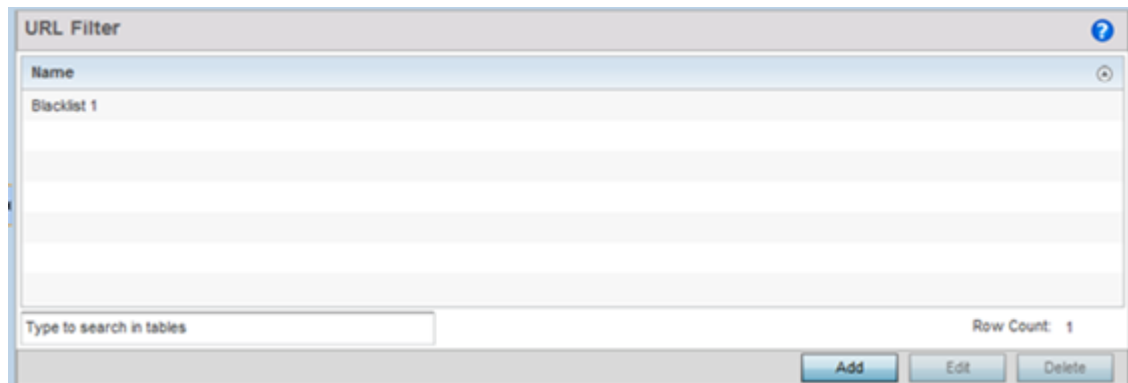 URL Filter
?
Name
Blacklist 1
Type to search in tables
Row Count: 1
Add Edit Delete